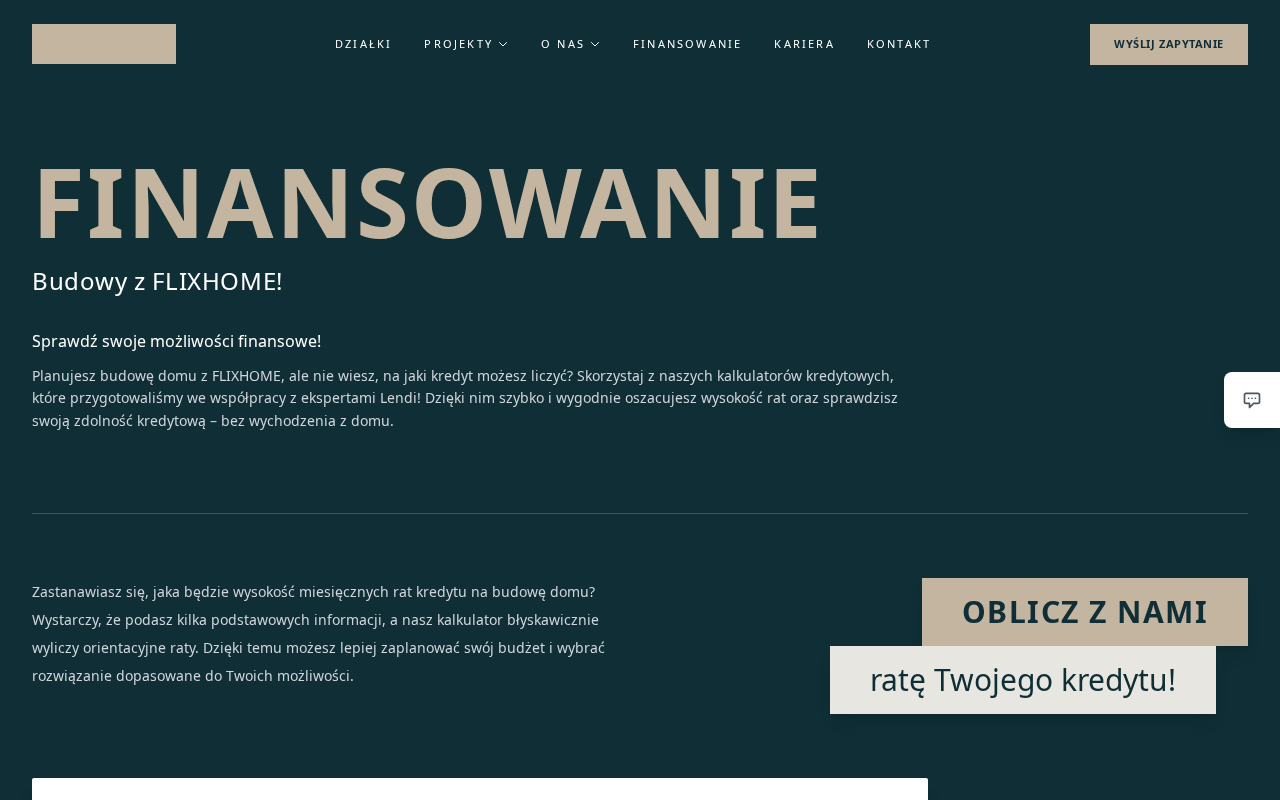 DZIAŁKI
PROJEKTY
O NAS
FINANSOWANIE
KARIERA
KONTAKT
WYŚLIJ ZAPYTANIE
FINANSOWANIE
Budowy z FLIXHOME!
Sprawdź swoje możliwości finansowe!
Planujesz budowę domu z FLIXHOME, ale nie wiesz, na jaki kredyt możesz liczyć? Skorzystaj z naszych kalkulatorów kredytowych,
które przygotowaliśmy we współpracy z ekspertami Lendi! Dzięki nim szybko i wygodnie oszacujesz wysokość rat oraz sprawdzisz
swoją zdolność kredytową – bez wychodzenia z domu.
Zastanawiasz się, jaka będzie wysokość miesięcznych rat kredytu na budowę domu?
Wystarczy, że podasz kilka podstawowych informacji, a nasz kalkulator błyskawicznie
wyliczy orientacyjne raty. Dzięki temu możesz lepiej zaplanować swój budżet i wybrać
rozwiązanie dopasowane do Twoich możliwości.
OBLICZ Z NAMI
ratę Twojego kredytu!